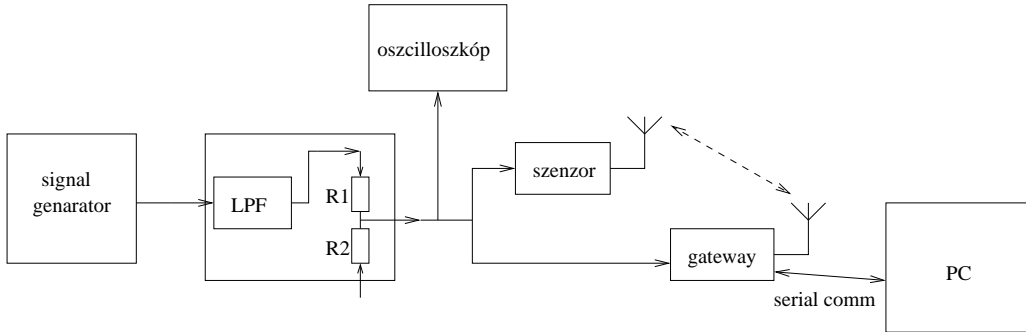 oszcilloszkóp
signal
genarator
LPF
R1
R2
szenzor
gateway
serial comm
PC